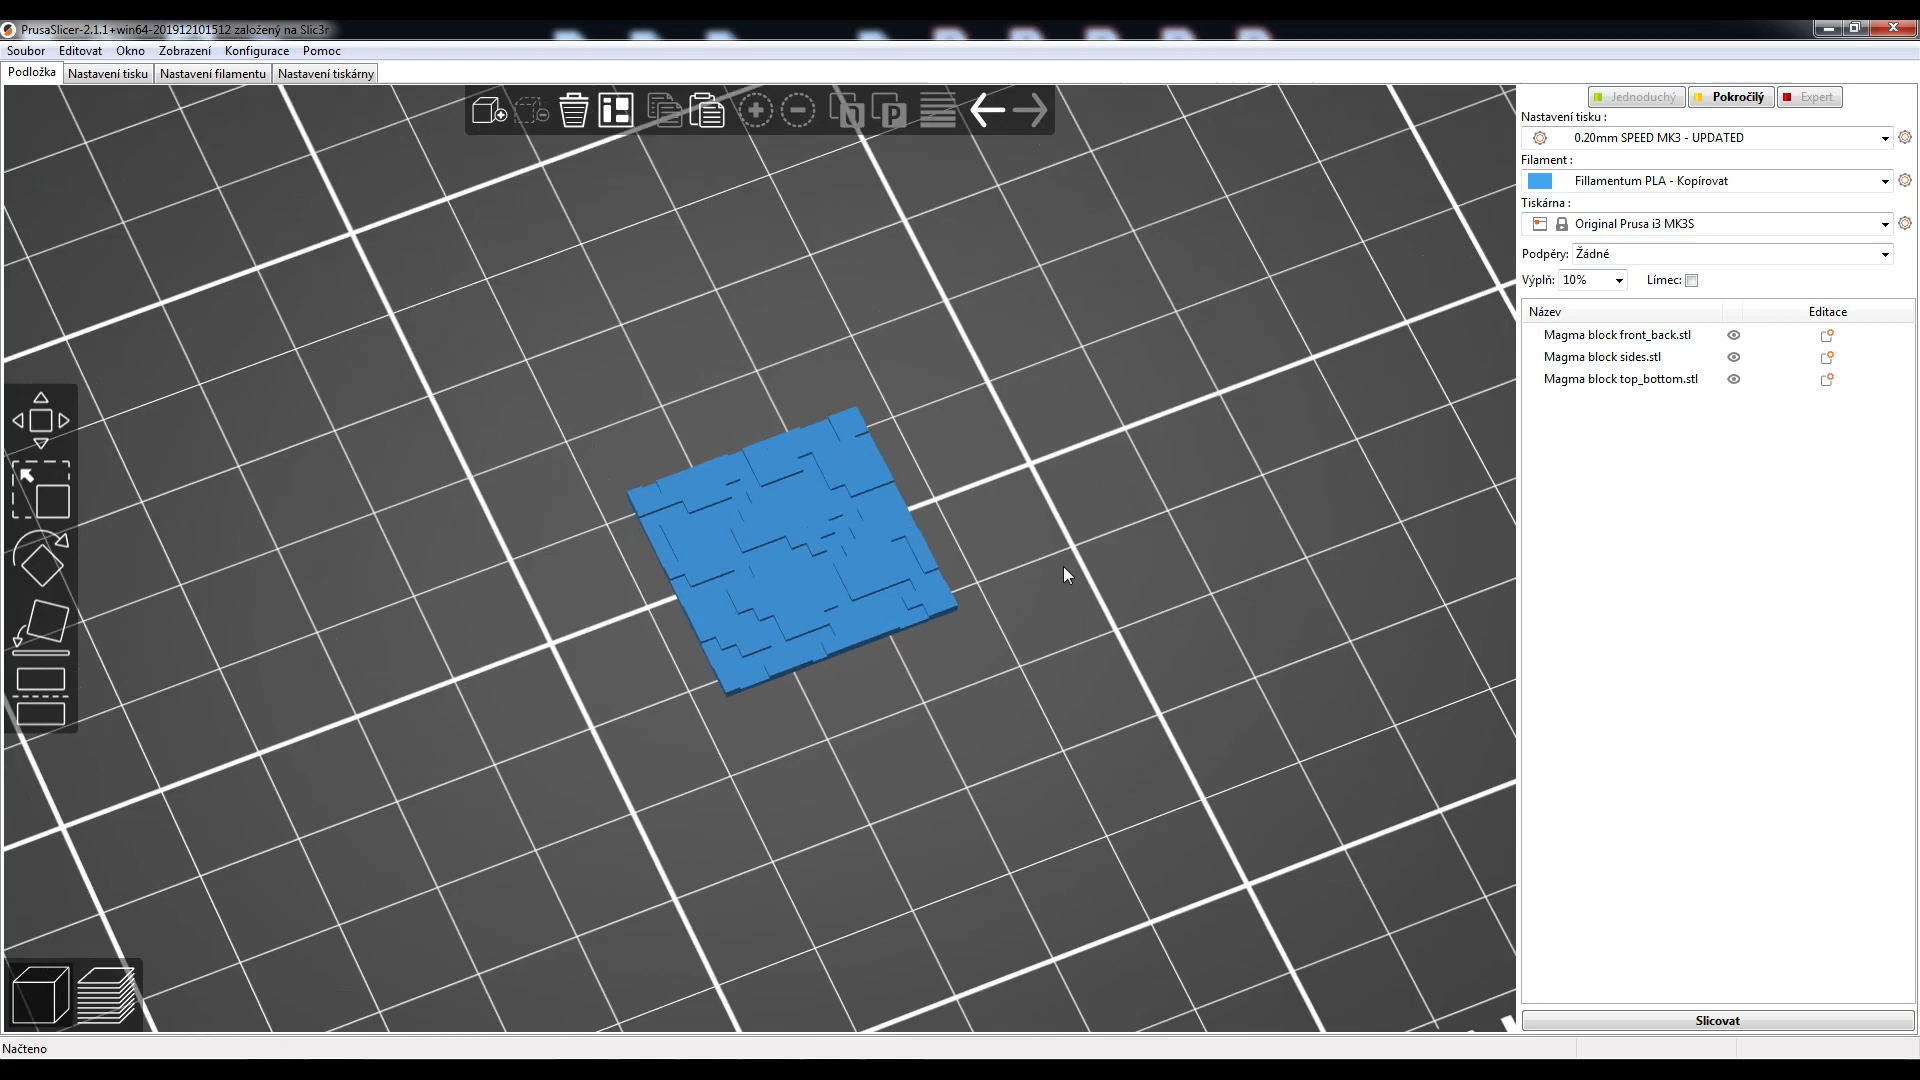 PrusaSlicer-2.1.1+win64-201912101512 založený na Slic3r
Soubor Editovat Okno Zobrazení Konfigurace Pomoc
Podložka Nastavení tisku Nastavení filamentu Nastavení tiskárny
Jednoduchý Pokročilý Expert
Nastavení tisku :
0.20mm SPEED MK3 - UPDATED
Filament :
Fillamentum PLA - Kopírovat
Tiskárna :
Original Prusa i3 MK3S
Podpěry: Žádné
Výplň: 10% Límec:
Název Editace
Magma block front_back.stl
Magma block sides.stl
Magma block top_bottom.stl
Slicovat
Načteno